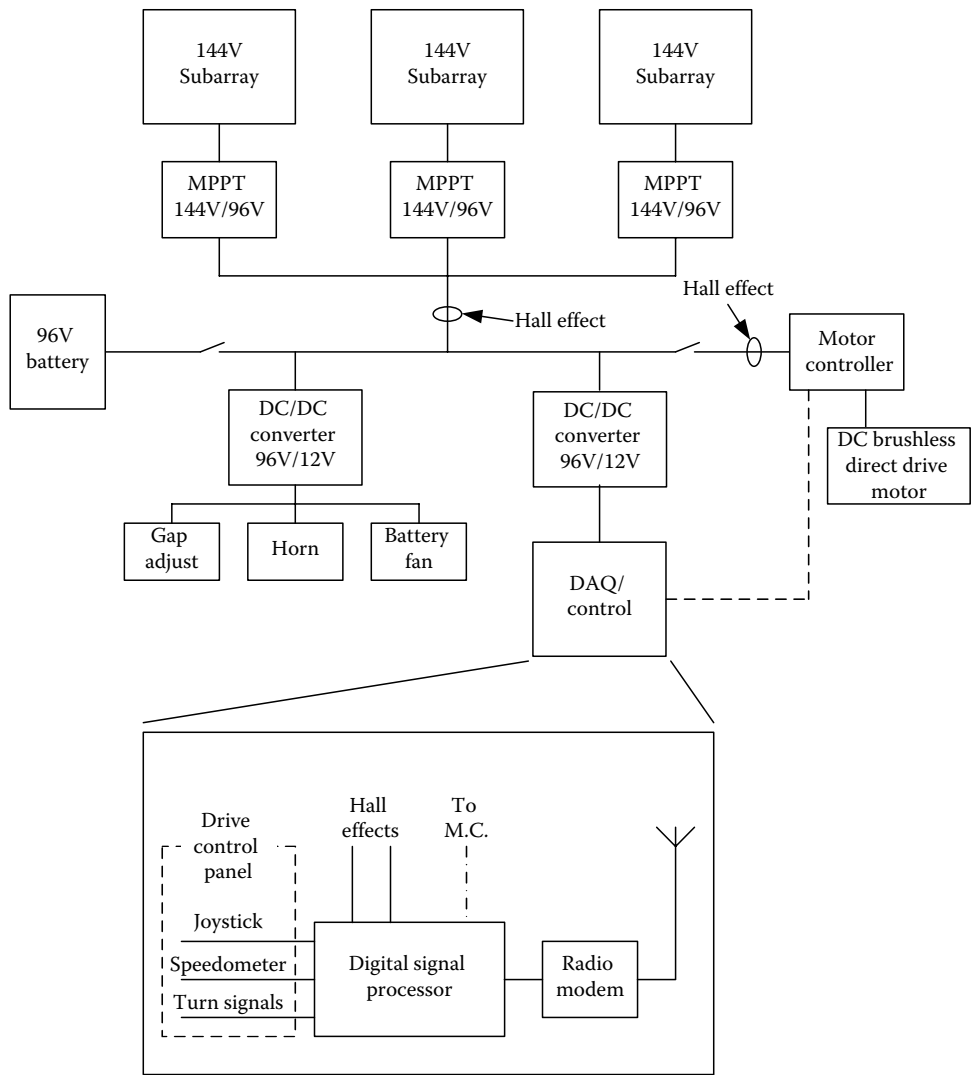 144V
Subarray
144V
Subarray
144V
Subarray
MPPT
144V/96V
MPPT
144V/96V
MPPT
144V/96V
Hall effect
Hall effect
96V
battery
Motor
controller
DC/DC
converter
96V/12V
DC/DC
converter
96V/12V
DC brushless
direct drive
motor
Gap
adjust
Horn
Battery
fan
DAQ/
control
Hall
effects
To
M.C.
Drive
control
panel
Joystick
Speedometer
Turn signals
Digital signal
processor
Radio
modem